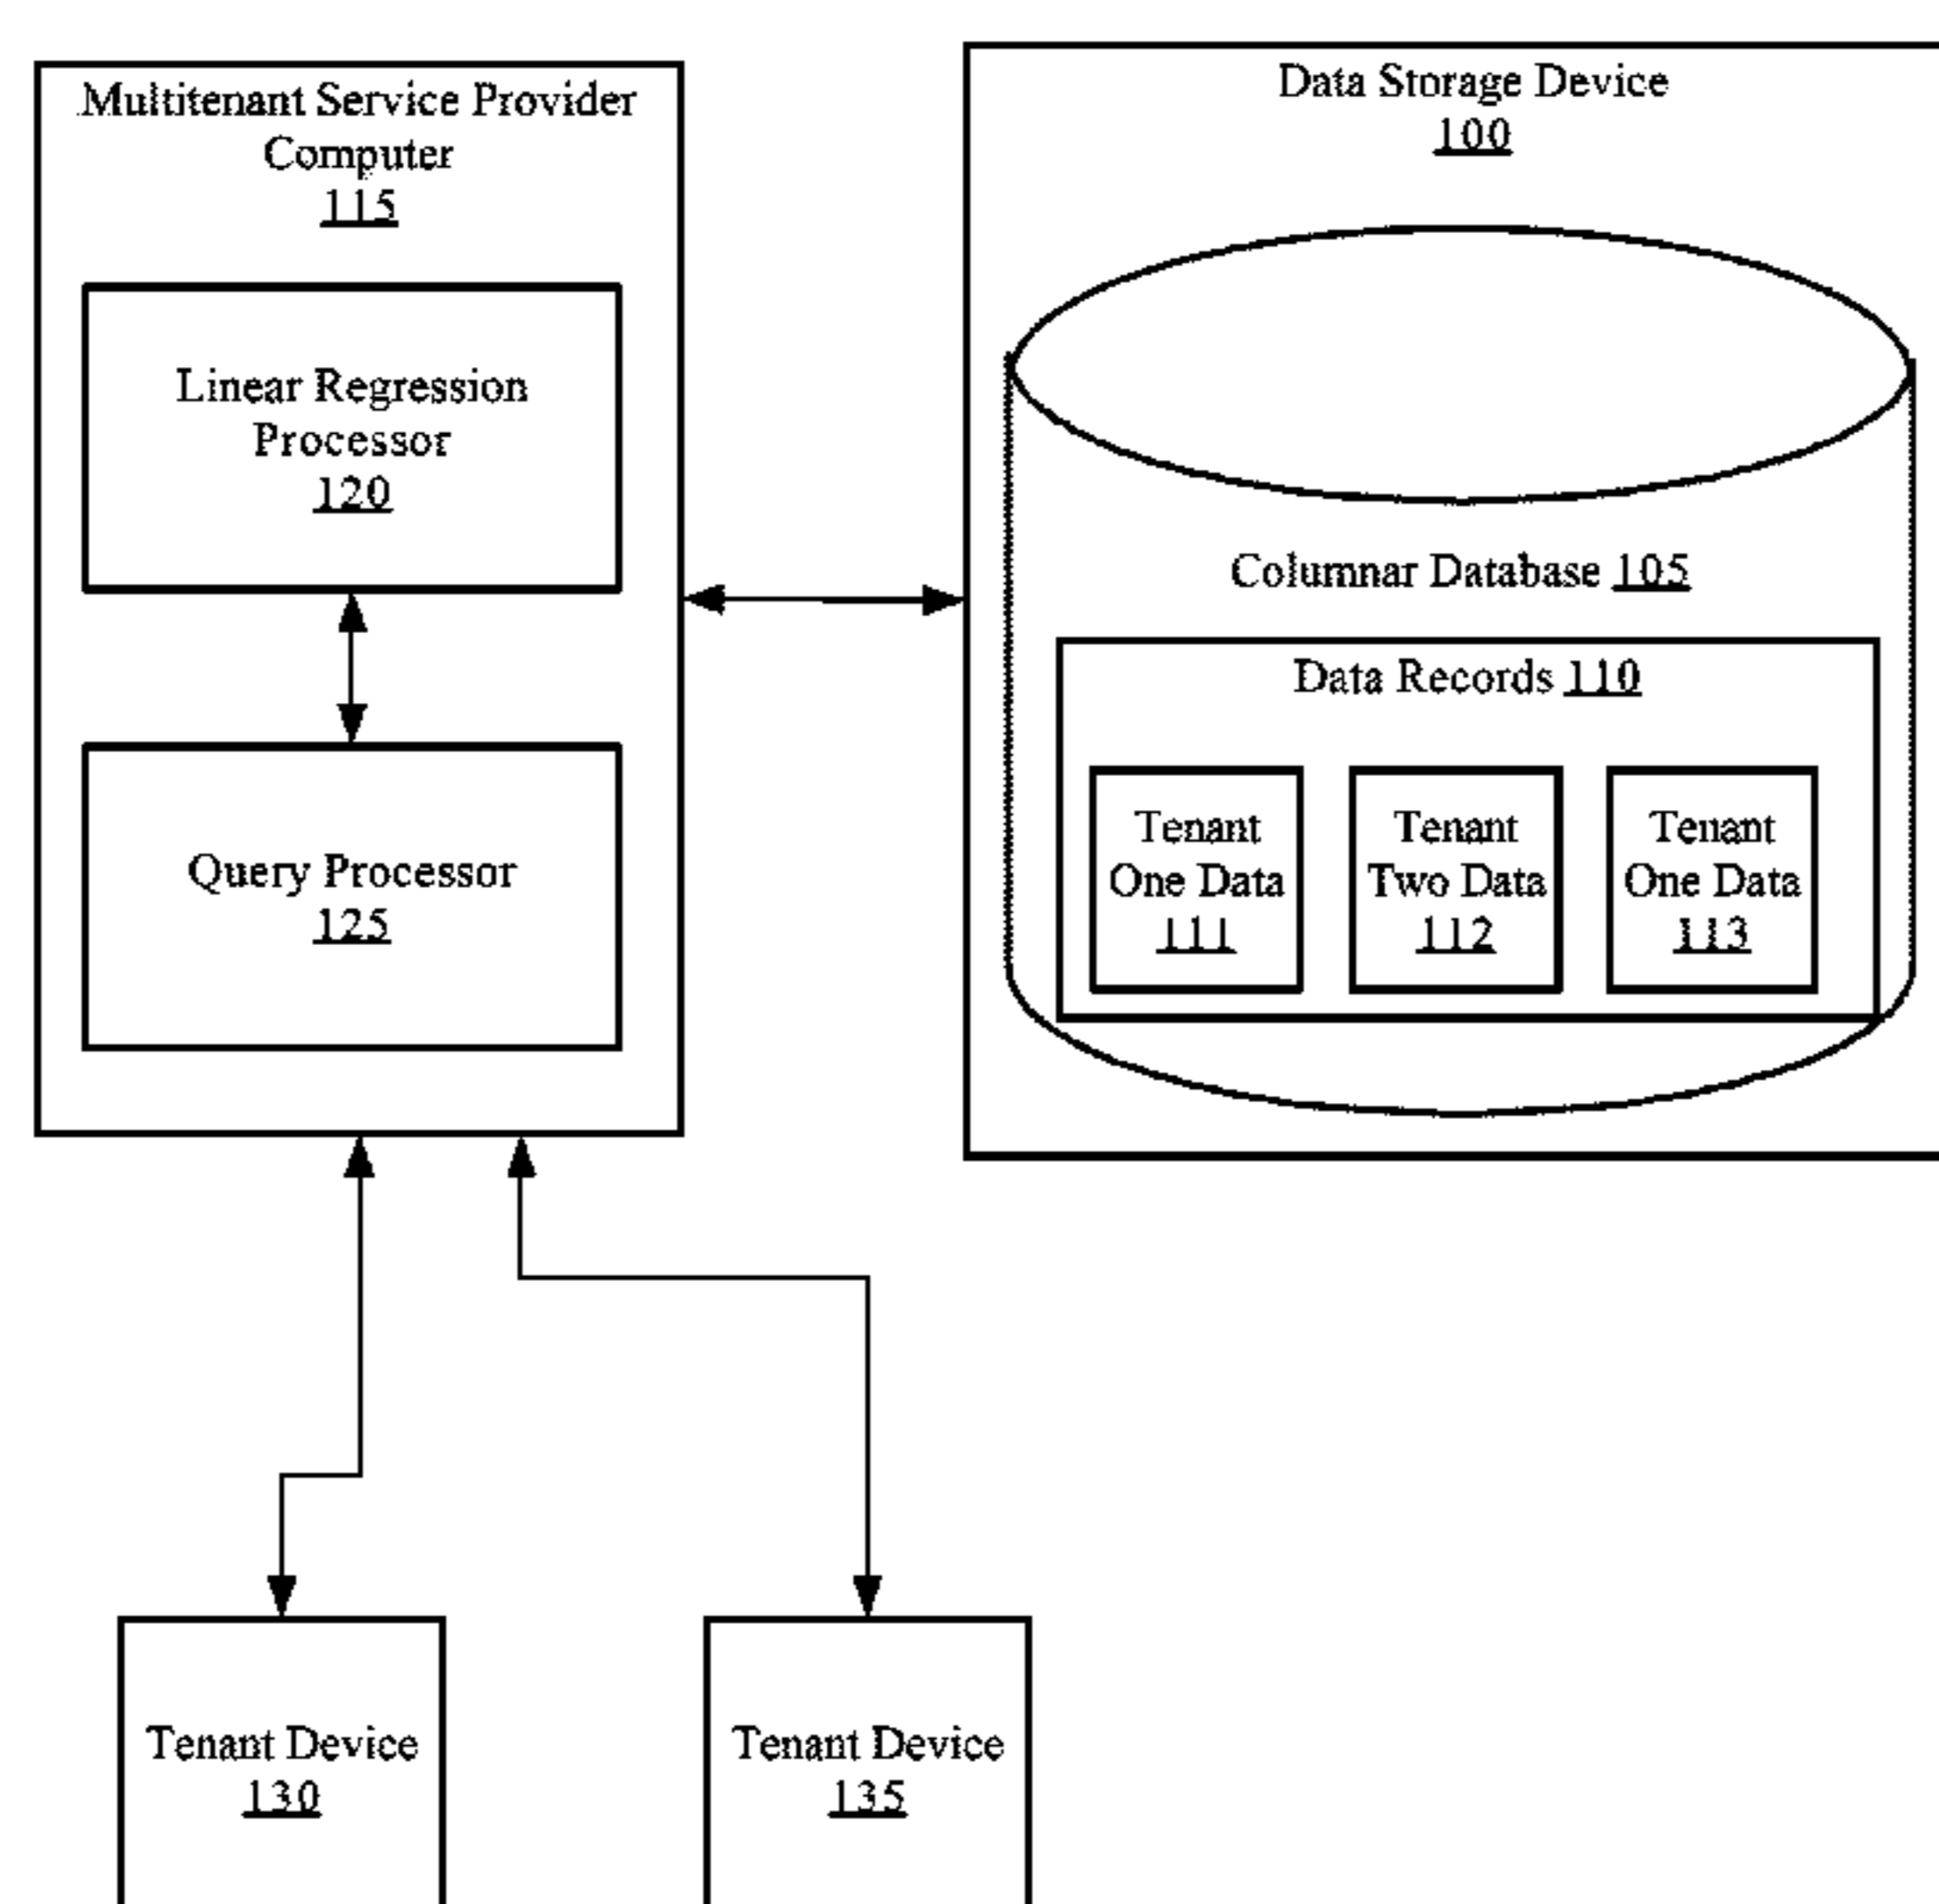 Multitenant Service Provider
Computer
115
Linear Regression
Processor
120
Query Processor
125
Data Storage Device
100
Columnar Database 105
Data Records 110
Tenant
One Data
111
Tenant
Two Data
112
Tenant
One Data
113
Tenant Device
130
Tenant Device
135